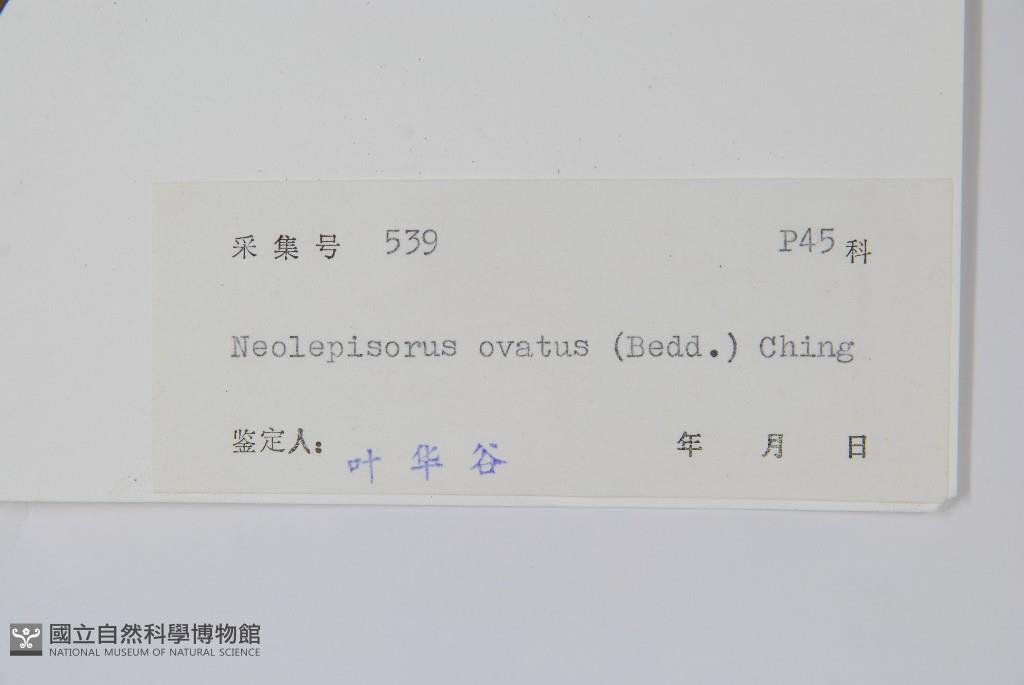 采集号 539 P45科
Neolepisorus ovatus (Bedd.) Ching
鉴定人: 叶华谷 年 月 日
國立自然科學博物館
NATIONAL MUSEUM OF NATURAL SCIENCE